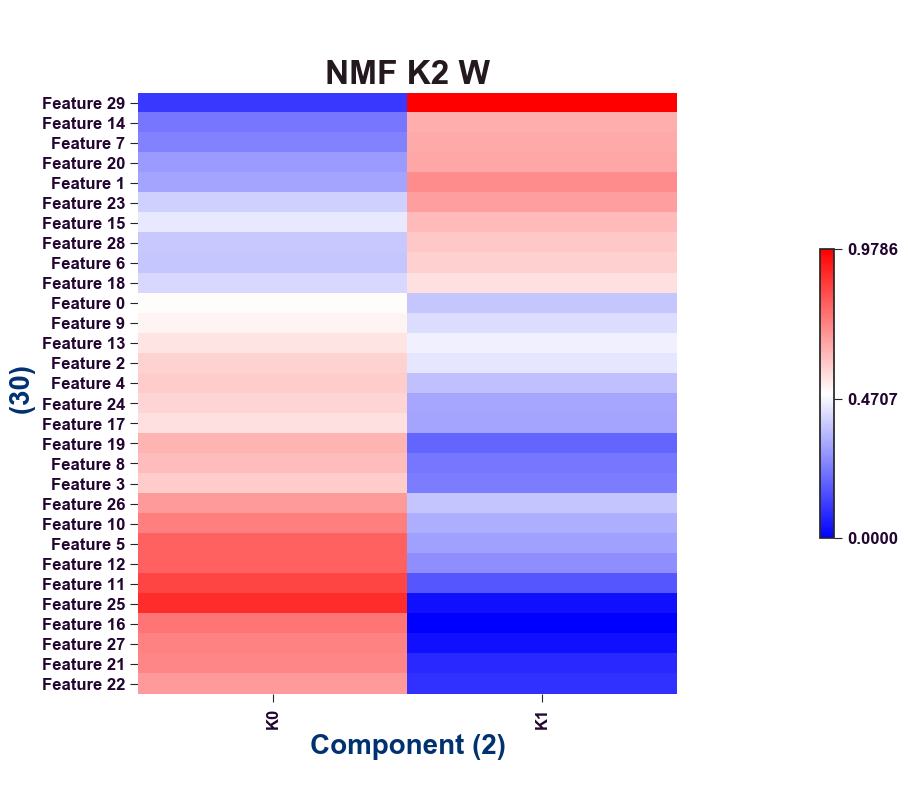 NMF K2 W
Feature 29
Feature 14
Feature 7
Feature 20
Feature 1
Feature 23
Feature 15
Feature 28
Feature 6
Feature 18
Feature 0
Feature 9
Feature 13
Feature 2
Feature 4
Feature 24
Feature 17
Feature 19
Feature 8
Feature 3
Feature 26
Feature 10
Feature 5
Feature 12
Feature 11
Feature 25
Feature 16
Feature 27
Feature 21
Feature 22
(30)
K0
K1
Component (2)
0.9786
0.4707
0.0000